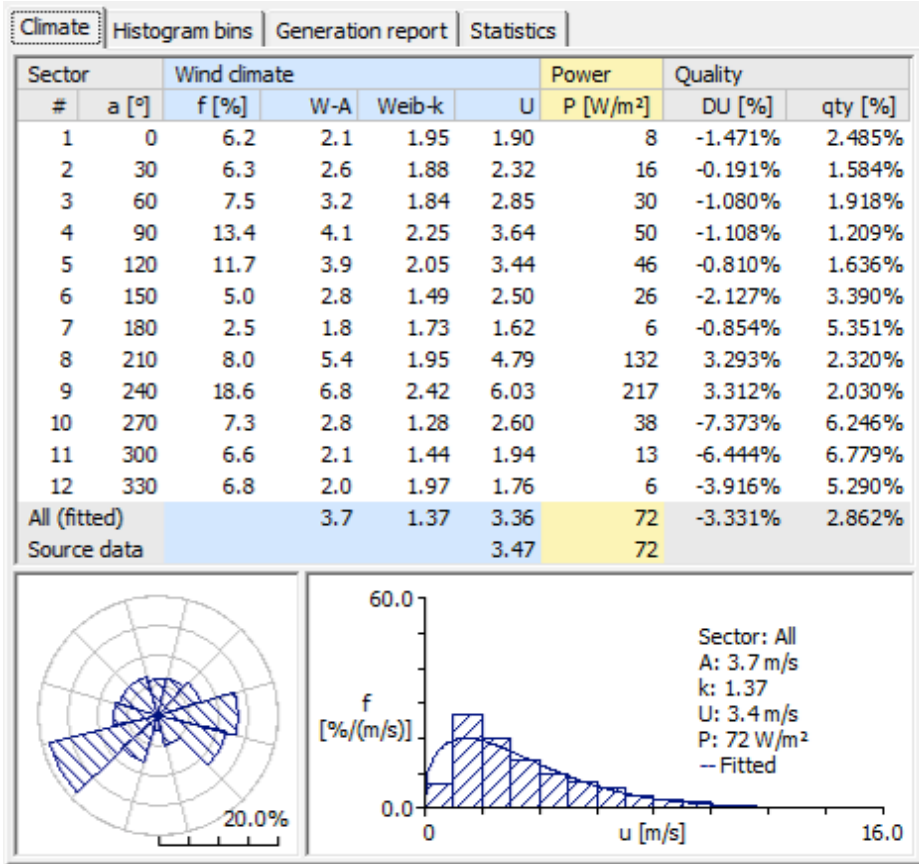 Climate Histogram bins Generation report Statistics
Sector Wind climate Power Quality
# a [°] f [%] W-A Weib-k U P [W/m²] DU [%] qty [%]
1 0 6.2 2.1 1.95 1.90 8 -1.471% 2.485%
2 30 6.3 2.6 1.88 2.32 16 -0.191% 1.584%
3 60 7.5 3.2 1.84 2.85 30 -1.080% 1.918%
4 90 13.4 4.1 2.25 3.64 50 -1.108% 1.209%
5 120 11.7 3.9 2.05 3.44 46 -0.810% 1.636%
6 150 5.0 2.8 1.49 2.50 26 -2.127% 3.390%
7 180 2.5 1.8 1.73 1.62 6 -0.854% 5.351%
8 210 8.0 5.4 1.95 4.79 132 3.293% 2.320%
9 240 18.6 6.8 2.42 6.03 217 3.312% 2.030%
10 270 7.3 2.8 1.28 2.60 38 -7.373% 6.246%
11 300 6.6 2.1 1.44 1.94 13 -6.444% 6.779%
12 330 6.8 2.0 1.97 1.76 6 -3.916% 5.290%
All (fitted) 3.7 1.37 3.36 72 -3.331% 2.862%
Source data 3.47 72
20.0%
60.0
f
[%/(m/s)]
0.0
0 u [m/s] 16.0
Sector: All
A: 3.7 m/s
k: 1.37
U: 3.4 m/s
P: 72 W/m²
-- Fitted